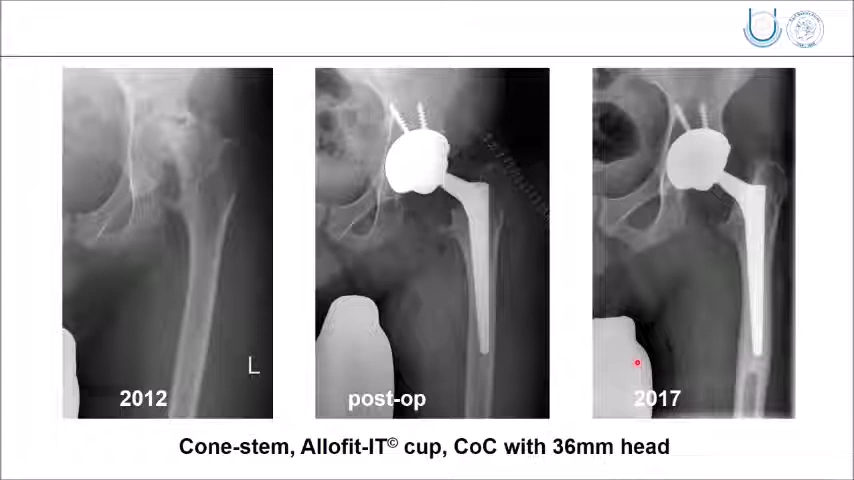 L
2012
post-op
2017
Cone-stem, Allofit-IT© cup, CoC with 36mm head